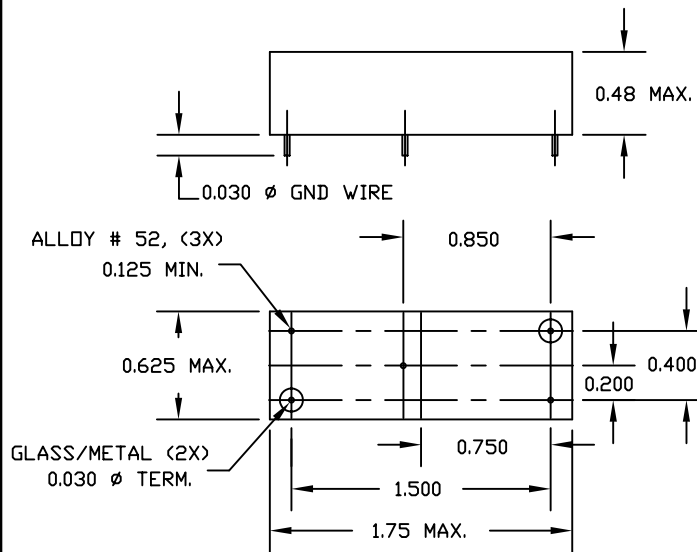 0.48 MAX.
0.030 ø GND WIRE
ALLOY # 52, (3X)
0.125 MIN.
0.850
0.625 MAX.
0.400
0.200
GLASS/METAL (2X)
0.030 ø TERM.
0.750
1.500
1.75 MAX.